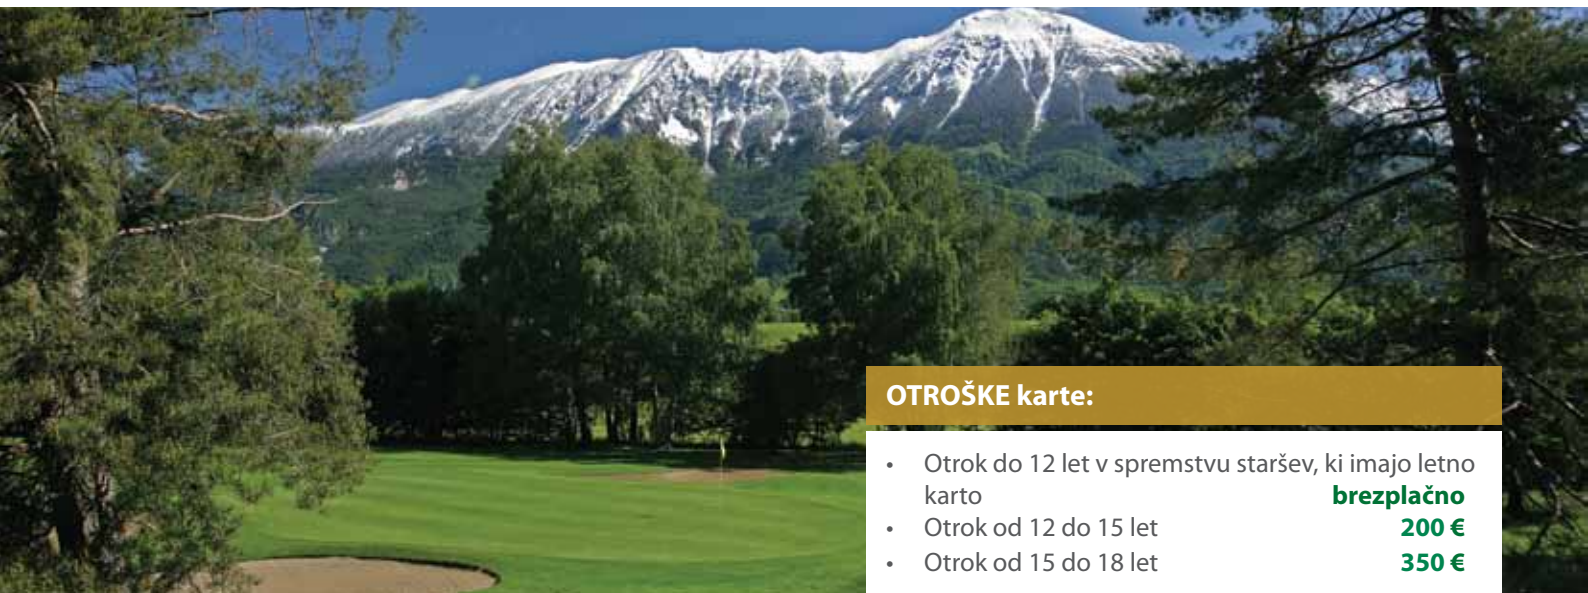 OTROŠKE karte:
• Otrok do 12 let v spremstvu staršev, ki imajo letno
karto brezplačno
• Otrok od 12 do 15 let 200 €
• Otrok od 15 do 18 let 350 €